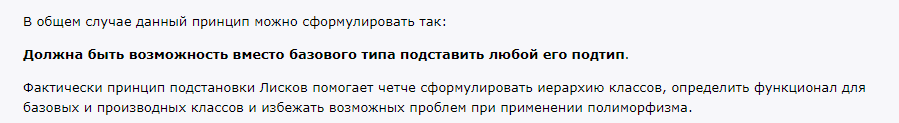 В общем случае данный принцип можно сформулировать так:
Должна быть возможность вместо базового типа подставить любой его подтип.
Фактически принцип подстановки Лисков помогает четче сформулировать иерархию классов, определить функционал для
базовых и производных классов и избежать возможных проблем при применении полиморфизма.